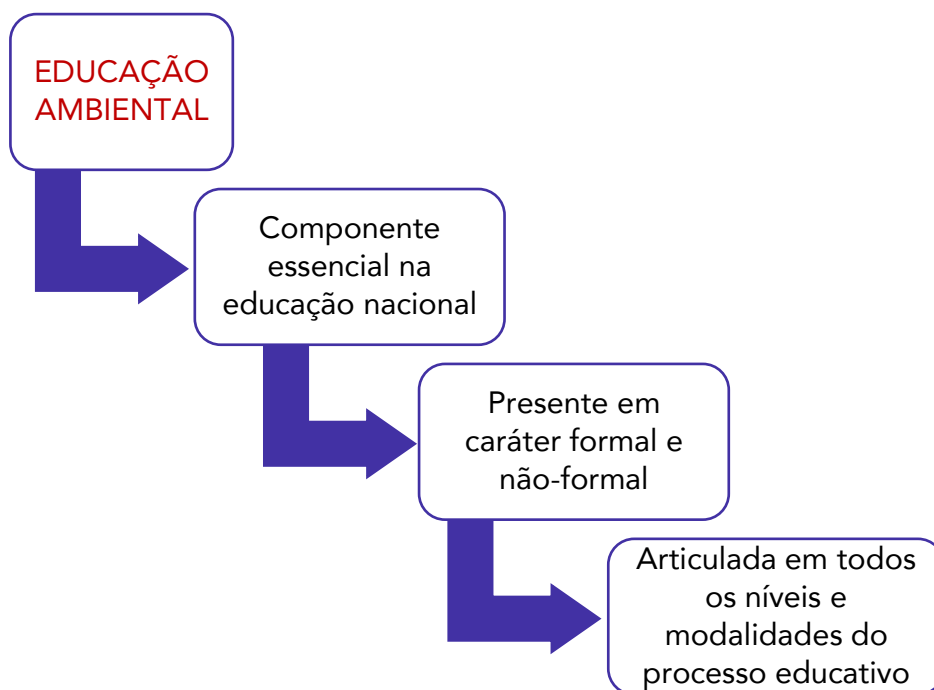 EDUCAÇÃO
AMBIENTAL
Componente
essencial na
educação nacional
Presente em
caráter formal e
não-formal
Articulada em todos
os níveis e
modalidades do
processo educativo